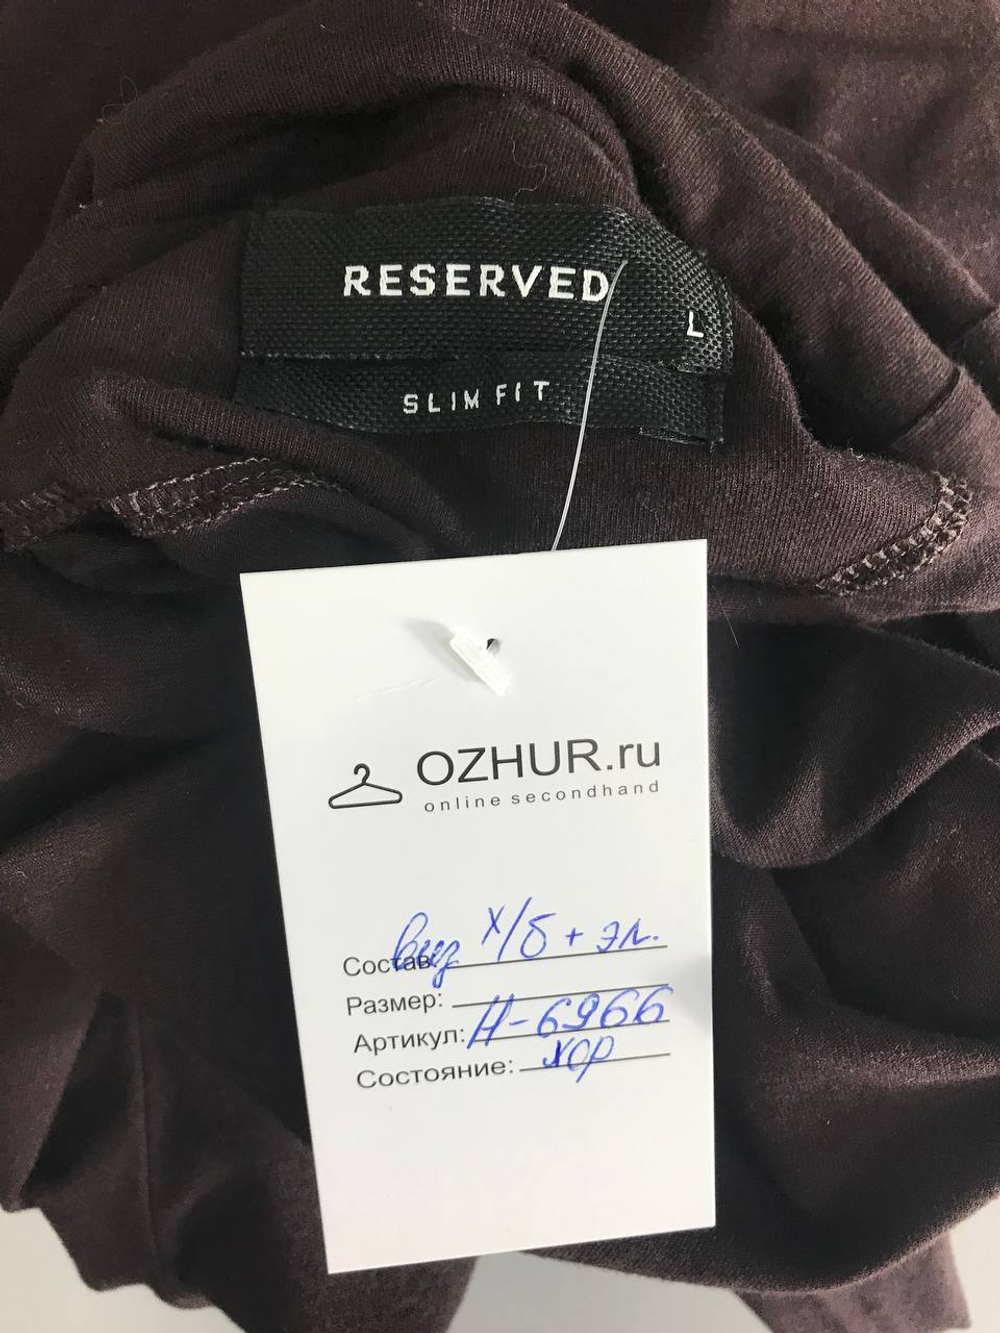 RESERVED
L
SLIM FIT
OZHUR.ru
online secondhand
Состав: виз х/б + эл.
Размер:
Артикул: Н-6966
Состояние: хор